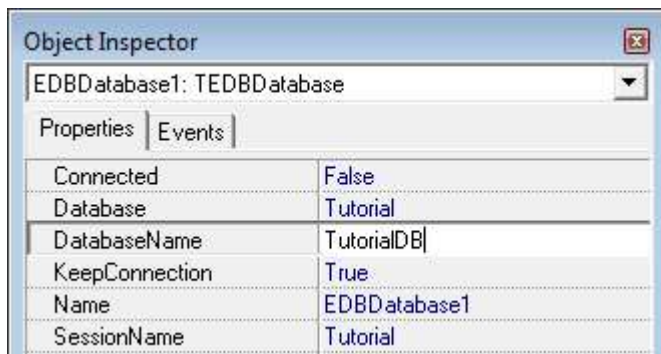 Object Inspector
EDBDatabase1: TEDBDatabase
Properties Events
Connected False
Database Tutorial
DatabaseName TutorialDB
KeepConnection True
Name EDBDatabase1
SessionName Tutorial